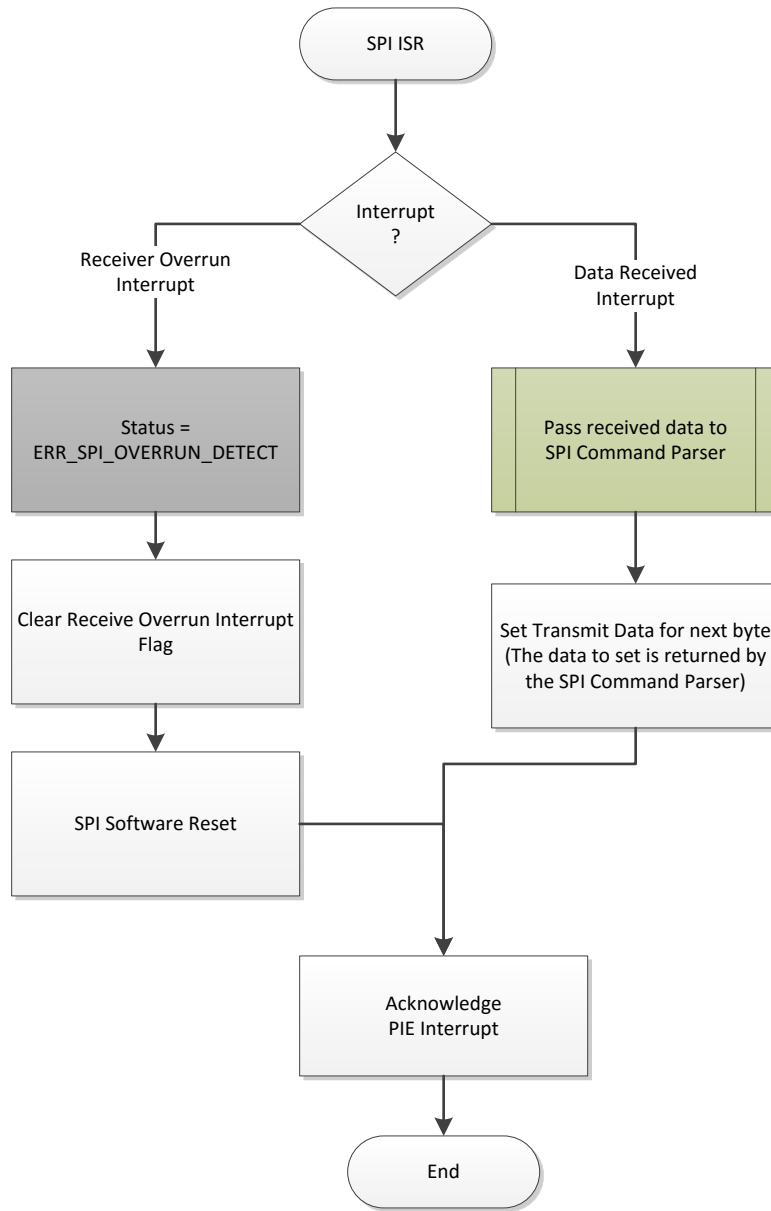 SPI ISR
Interrupt
?
Receiver Overrun
Interrupt
Data Received
Interrupt
Status =
ERR_SPI_OVERRUN_DETECT
Pass received data to
SPI Command Parser
Clear Receive Overrun Interrupt
Flag
Set Transmit Data for next byte
(The data to set is returned by
the SPI Command Parser)
SPI Software Reset
Acknowledge
PIE Interrupt
End